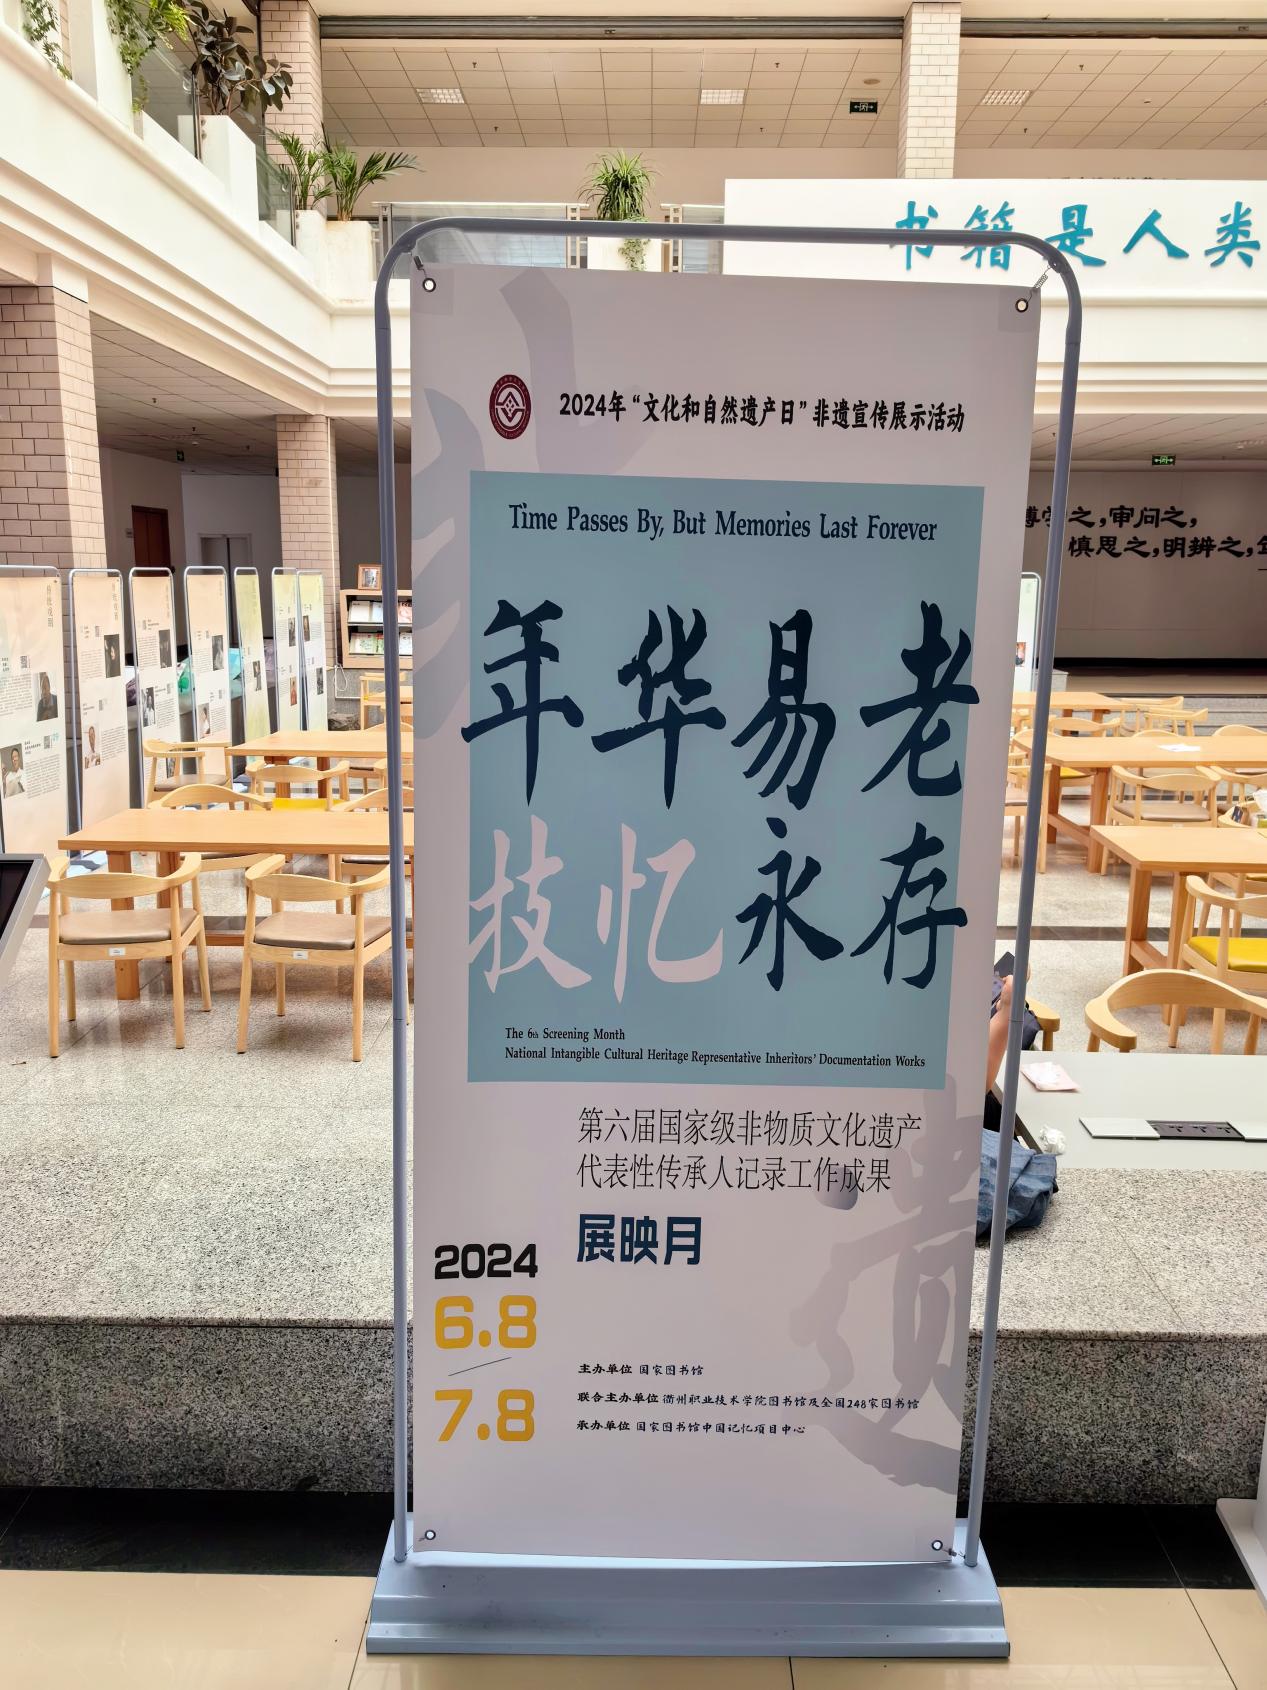 书籍是人类
2024年“文化和自然遗产日”非遗宣传展示活动
Time Passes By, But Memories Last Forever
年华易老
技忆永存
The 6th Screening Month
National Intangible Cultural Heritage Representative Inheritors' Documentation Works
第六届国家级非物质文化遗产
代表性传承人记录工作成果
展映月
2024
6.8
7.8
主办单位 国家图书馆
联合主办单位 衢州职业技术学院图书馆及全国248家图书馆
承办单位 国家图书馆中国记忆项目中心
非
遗
博学之,审问之,
慎思之,明辨之,